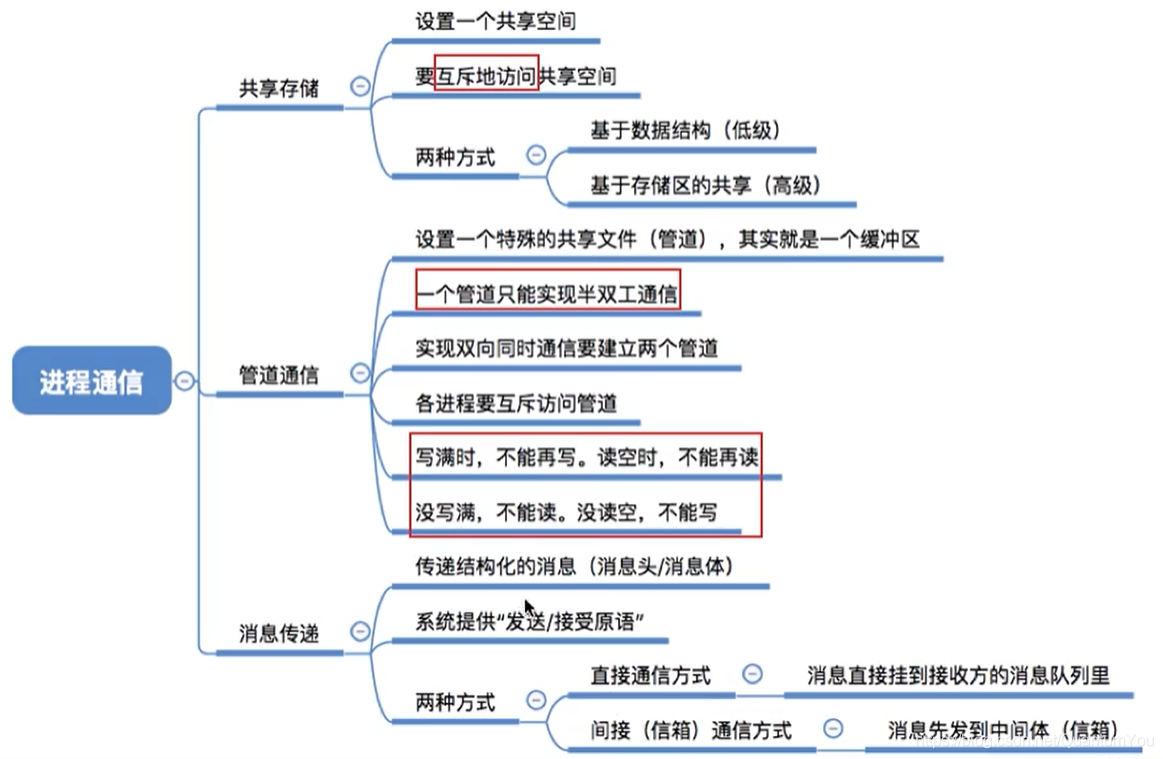 设置一个共享空间
要互斥地访问共享空间
共享存储
基于数据结构（低级）
两种方式
基于存储区的共享（高级）
设置一个特殊的共享文件（管道），其实就是一个缓冲区
一个管道只能实现半双工通信
实现双向同时通信要建立两个管道
管道通信
进程通信
各进程要互斥访问管道
写满时，不能再写。读空时，不能再读
没写满，不能读。没读空，不能写
传递结构化的消息（消息头/消息体）
系统提供“发送/接受原语”
消息传递
直接通信方式
消息直接挂到接收方的消息队列里
两种方式
间接（信箱）通信方式
消息先发到中间体（信箱）
https://blog.csdn.net/QuantumYou